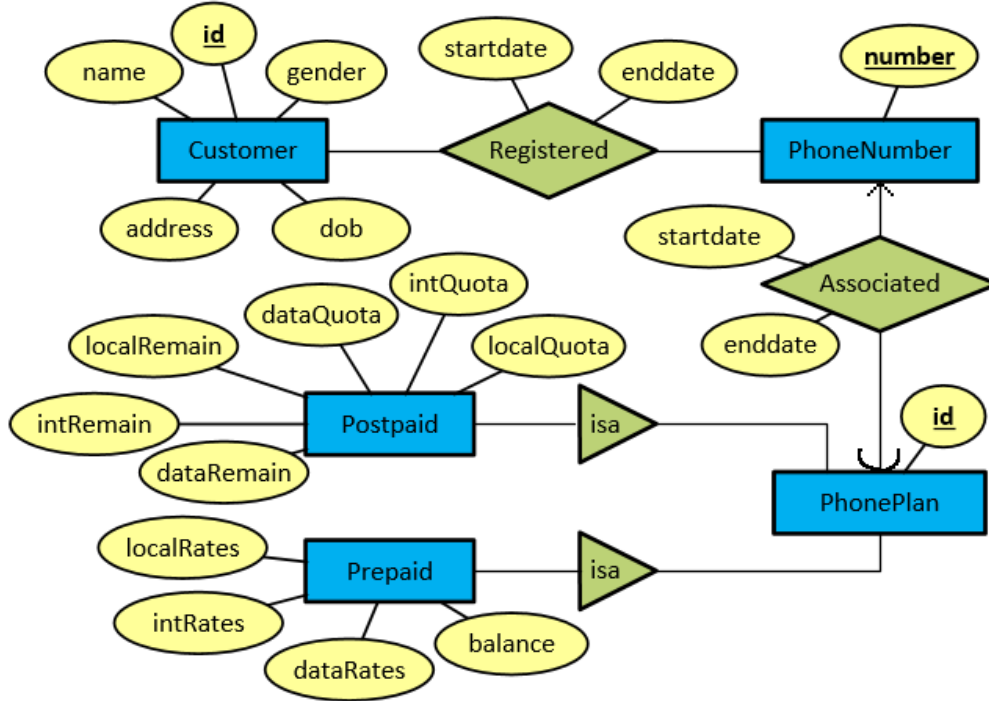 id
startdate
number
name
gender
enddate
Customer
Registered
PhoneNumber
address
dob
startdate
intQuota
Associated
dataQuota
localRemain
localQuota
enddate
intRemain
Postpaid
isa
id
dataRemain
PhonePlan
localRates
Prepaid
isa
intRates
balance
dataRates